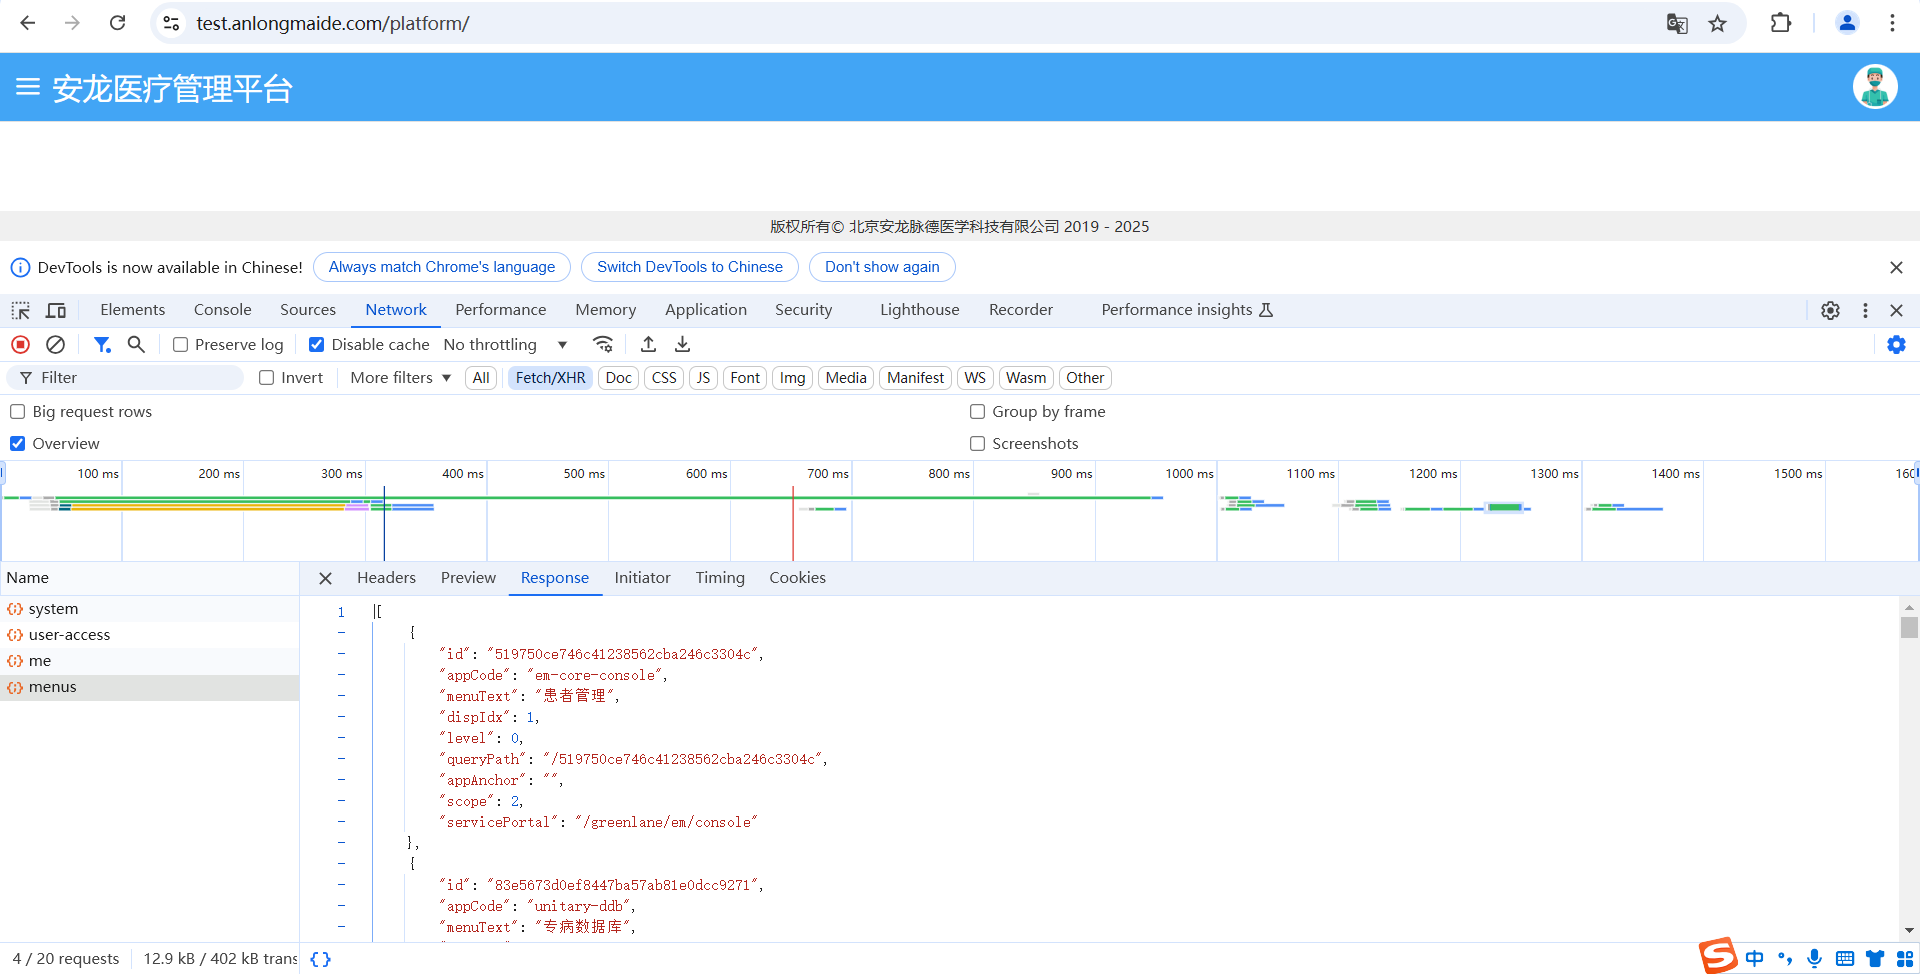 test.anlongmaide.com/platform/
安龙医疗管理平台
版权所有© 北京安龙脉德医学科技有限公司 2019 - 2025
DevTools is now available in Chinese! Always match Chrome's language Switch DevTools to Chinese Don't show again
Elements Console Sources Network Performance Memory Application Security Lighthouse Recorder Performance insights
Preserve log Disable cache No throttling
Filter Invert More filters All Fetch/XHR Doc CSS JS Font Img Media Manifest WS Wasm Other
Big request rows Group by frame
Overview Screenshots
100 ms 200 ms 300 ms 400 ms 500 ms 600 ms 700 ms 800 ms 900 ms 1000 ms 1100 ms 1200 ms 1300 ms 1400 ms 1500 ms 160
Name Headers Preview Response Initiator Timing Cookies
system
user-access
me
menus
1 [
{
"id": "519750ce746c41238562cba246c3304c",
"appCode": "em-core-console",
"menuText": "患者管理",
"dispIdx": 1,
"level": 0,
"queryPath": "/519750ce746c41238562cba246c3304c",
"appAnchor": "",
"scope": 2,
"servicePortal": "/greenlane/em/console"
},
{
"id": "83e5673d0ef8447ba57ab81e0dcc9271",
"appCode": "unitary-ddb",
"menuText": "专病数据库",
4 / 20 requests 12.9 kB / 402 kB trans {}
中